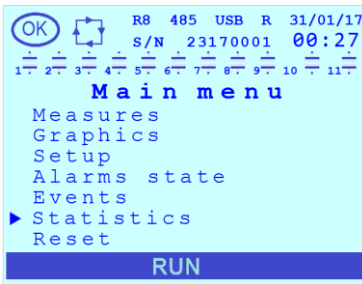 OK R8 485 USB R 31/01/17
S/N 23170001 00:27
1 2 3 4 5 6 7 8 9 10 11
Main menu
Measures
Graphics
Setup
Alarms state
Events
Statistics
Reset
RUN